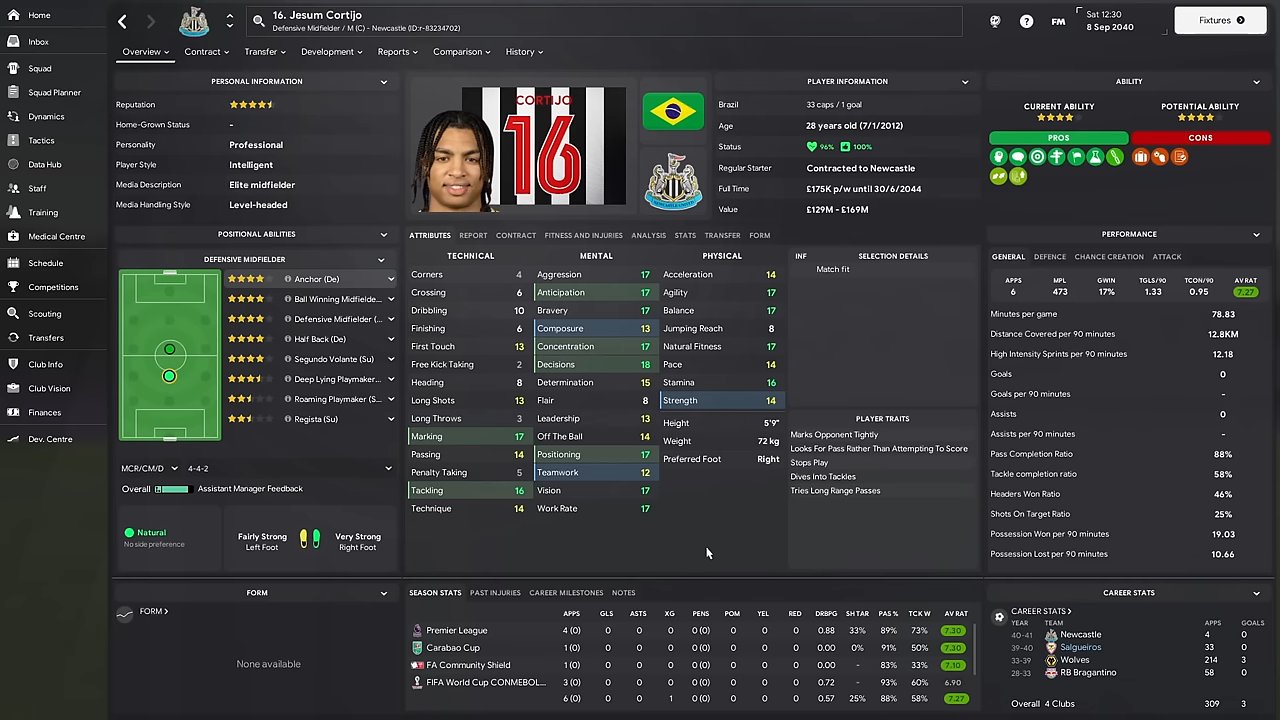 Home
Inbox
Squad
Squad Planner
Dynamics
Tactics
Data Hub
Staff
Training
Medical Centre
Schedule
Competitions
Scouting
Transfers
Club Info
Club Vision
Finances
Dev. Centre
16. Jesum Cortijo
Defensive Midfielder / M (C) - Newcastle (ID:r-83234702)
FM
Sat 12:30
8 Sep 2040
Fixtures
Overview Contract Transfer Development Reports Comparison History
PERSONAL INFORMATION
Reputation
Home-Grown Status -
Personality Professional
Player Style Intelligent
Media Description Elite midfielder
Media Handling Style Level-headed
CORTIJO
16
PLAYER INFORMATION
Brazil 33 caps / 1 goal
Age 28 years old (7/1/2012)
Status 96% 100%
Regular Starter Contracted to Newcastle
Full Time £175K p/w until 30/6/2044
Value £129M - £169M
ABILITY
CURRENT ABILITY POTENTIAL ABILITY
PROS CONS
POSITIONAL ABILITIES
DEFENSIVE MIDFIELDER
Anchor (De)
Ball Winning Midfielde...
Defensive Midfielder (...
Half Back (De)
Segundo Volante (Su)
Deep Lying Playmaker...
Roaming Playmaker (S...
Regista (Su)
MCR/CM/D 4-4-2
Overall Assistant Manager Feedback
Natural
No side preference
Fairly Strong
Left Foot
Very Strong
Right Foot
ATTRIBUTES REPORT CONTRACT FITNESS AND INJURIES ANALYSIS STATS TRANSFER FORM
TECHNICAL
Corners 4
Crossing 6
Dribbling 10
Finishing 6
First Touch 13
Free Kick Taking 2
Heading 8
Long Shots 13
Long Throws 3
Marking 17
Passing 14
Penalty Taking 5
Tackling 16
Technique 14
MENTAL
Aggression 17
Anticipation 17
Bravery 17
Composure 13
Concentration 17
Decisions 18
Determination 15
Flair 8
Leadership 13
Off The Ball 14
Positioning 17
Teamwork 12
Vision 17
Work Rate 17
PHYSICAL
Acceleration 14
Agility 17
Balance 17
Jumping Reach 8
Natural Fitness 17
Pace 14
Stamina 16
Strength 14
Height 5'9"
Weight 72 kg
Preferred Foot Right
INF SELECTION DETAILS
Match fit
PLAYER TRAITS
Marks Opponent Tightly
Looks For Pass Rather Than Attempting To Score
Stops Play
Dives Into Tackles
Tries Long Range Passes
PERFORMANCE
GENERAL DEFENCE CHANCE CREATION ATTACK
APPS MPL GWIN TGLS/90 TCON/90 AV RAT
6 473 17% 1.33 0.95 7.27
Minutes per game 78.83
Distance Covered per 90 minutes 12.8KM
High Intensity Sprints per 90 minutes 12.18
Goals 0
Goals per 90 minutes -
Assists 0
Assists per 90 minutes -
Pass Completion Ratio 88%
Tackle completion ratio 58%
Headers Won Ratio 46%
Shots On Target Ratio 25%
Possession Won per 90 minutes 19.03
Possession Lost per 90 minutes 10.66
FORM
FORM >
None available
SEASON STATS PAST INJURIES CAREER MILESTONES NOTES
APPS GLS ASTS XG PENS POM YEL RED DRBPG SH TAR PAS % TCK W AV RAT
Premier League 4 (0) 0 0 0 0 (0) 0 0 0 0.88 33% 89% 73% 7.30
Carabao Cup 1 (0) 0 0 0 0 (0) 0 0 0 0.00 0% 91% 50% 7.30
FA Community Shield 1 (0) 0 0 0 0 (0) 0 0 0 0.00 - 83% 33% 7.10
FIFA World Cup CONMEBOL... 3 (0) 0 0 0 0 (0) 0 0 0 0.72 - 93% 60% 6.90
6 (0) 0 0 1 0 (0) 0 0 0 0.57 25% 88% 58% 7.27
CAREER STATS
CAREER STATS >
YEAR TEAM APPS GOALS
40-41 Newcastle 4 0
39-40 Salgueiros 33 0
33-39 Wolves 214 3
28-33 RB Bragantino 58 0
Overall 4 Clubs 309 3